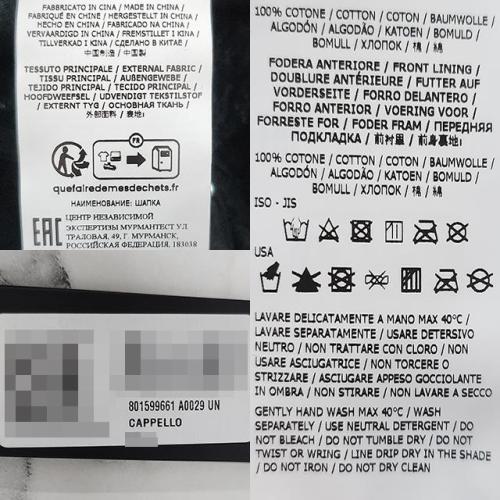 FABBRICATO IN CINA / MADE IN CHINA /
FABRIQUÉ EN CHINE / HERGESTELLT IN CHINA /
HECHO EN CHINA / FABRICADO NA CHINA /
VERVAARDIGD IN CHINA / FREMSTILLET I KINA /
TILLVERKAD I KINA / СДЕЛАНО В КИТАЕ /
中国制造 / 中国製
TESSUTO PRINCIPALE / EXTERNAL FABRIC /
TISSU PRINCIPAL / AUßENGEWEBE /
TEJIDO PRINCIPAL / TECIDO PRINCIPAL /
HOOFDWEEFSEL / UDVENDIGT TEKSTILSTOF
/ EXTERNT TYG / ОСНОВНАЯ ТКАНЬ /
外部面料 / 表地:
FR
quefairedemesdechets.fr
НАИМЕНОВАНИЕ: ШАПКА
EAC
ЦЕНТР НЕЗАВИСИМОЙ
ЭКСПЕРТИЗЫ МУРМАНТЕСТ УЛ.
ТРАЛОВАЯ, 49, Г. МУРМАНСК,
РОССИЙСКАЯ ФЕДЕРАЦИЯ, 183038
801599661 A0029 UN
CAPPELLO
100% COTONE / COTTON / COTON / BAUMWOLLE /
ALGODÓN / ALGODÃO / KATOEN / BOMULD /
BOMULL / ХЛОПОК / 棉 / 綿
FODERA ANTERIORE / FRONT LINING /
DOUBLURE ANTÉRIEURE / FUTTER AUF
VORDERSEITE / FORRO DELANTERO /
FORRO ANTERIOR / VOERING VOOR /
FORRESTE FOR / FODER FRAM / ПЕРЕДНЯЯ
ПОДКЛАДКА / 前衬里 / 前身裏地:
100% COTONE / COTTON / COTON / BAUMWOLLE /
ALGODÓN / ALGODÃO / KATOEN / BOMULD /
BOMULL / ХЛОПОК / 棉 / 綿
ISO - JIS
USA
LAVARE DELICATAMENTE A MANO MAX 40°C /
LAVARE SEPARATAMENTE / USARE DETERSIVO
NEUTRO / NON TRATTARE CON CLORO / NON
USARE ASCIUGATRICE / NON TORCERE O
STRIZZARE / ASCIUGARE APPESO GOCCIOLANTE
IN OMBRA / NON STIRARE / NON LAVARE A SECCO
GENTLY HAND WASH MAX 40°C / WASH
SEPARATELY / USE NEUTRAL DETERGENT / DO
NOT BLEACH / DO NOT TUMBLE DRY / DO NOT
TWIST OR WRING / LINE DRIP DRY IN THE SHADE
/ DO NOT IRON / DO NOT DRY CLEAN